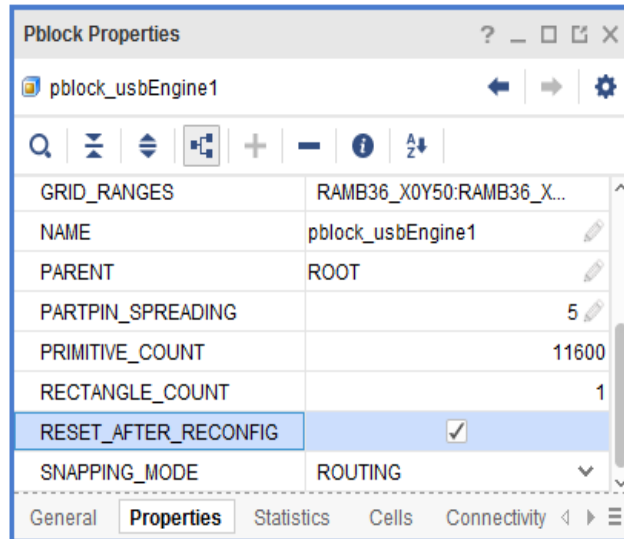 Pblock Properties
pblock_usbEngine1
GRID_RANGES RAMB36_X0Y50:RAMB36_X...
NAME pblock_usbEngine1
PARENT ROOT
PARTPIN_SPREADING 5
PRIMITIVE_COUNT 11600
RECTANGLE_COUNT 1
RESET_AFTER_RECONFIG
SNAPPING_MODE ROUTING
General Properties Statistics Cells Connectivity